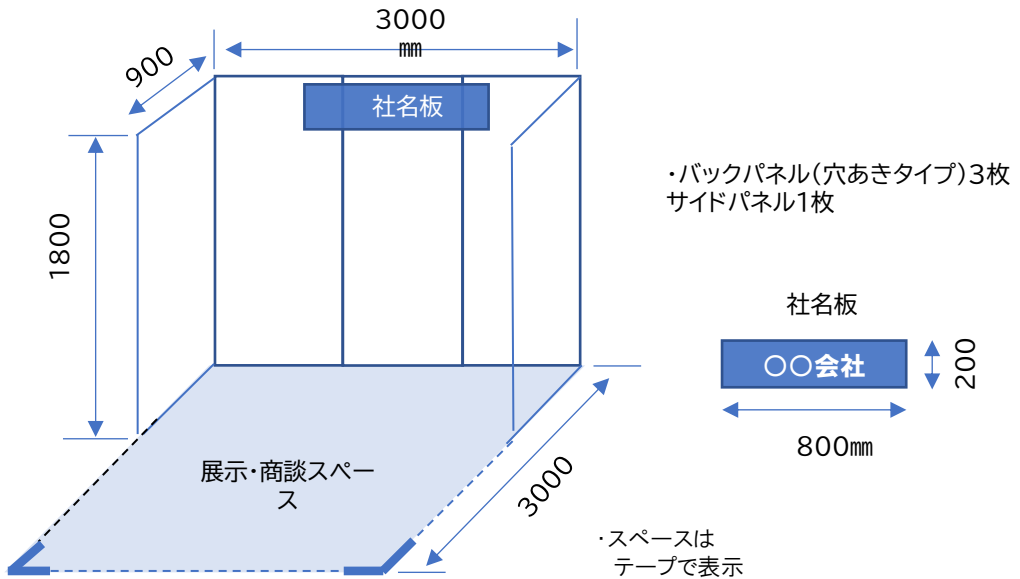 3000
㎜
900
社名板
1800
・バックパネル(穴あきタイプ)3枚
サイドパネル1枚
社名板
○○会社
200
800㎜
展示・商談スペー
ス
3000
・スペースは
テープで表示